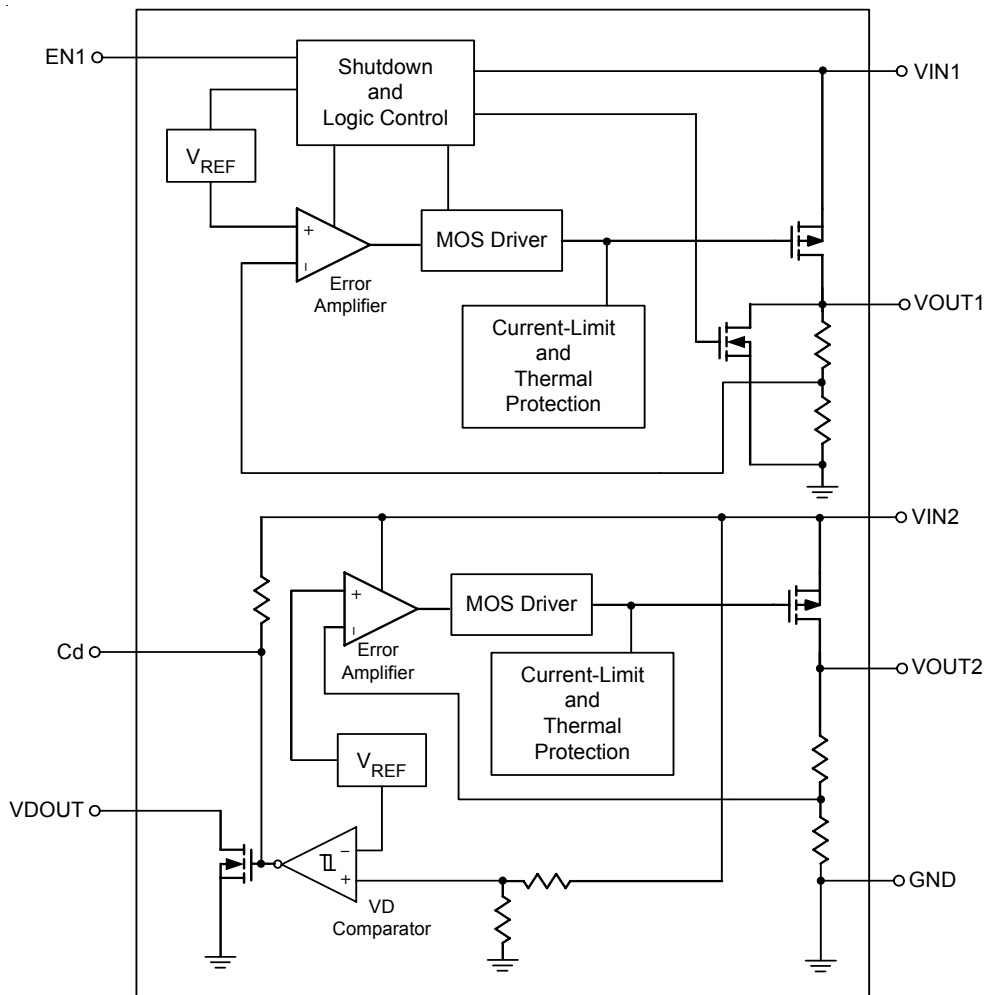 EN1
Shutdown
and
Logic Control
VIN1
VREF
+
−
Error
Amplifier
MOS Driver
VOUT1
Current-Limit
and
Thermal
Protection
VIN2
+
−
Error
Amplifier
MOS Driver
Cd
VOUT2
Current-Limit
and
Thermal
Protection
VREF
VDOUT
−
+
VD
Comparator
GND